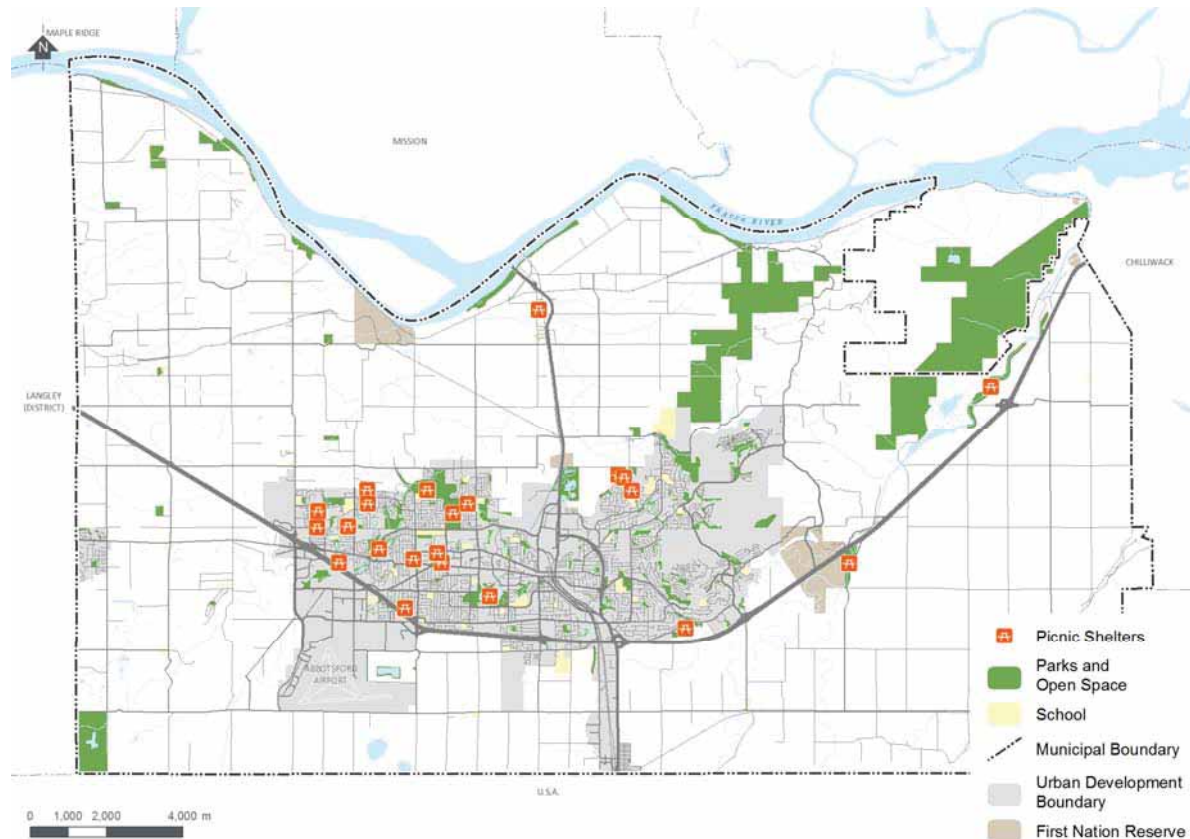 MAPLE RIDGE
N
MISSION
FRASER RIVER
CHILLIWACK
LANGLEY
(DISTRICT)
ABBOTSFORD
AIRPORT
U.S.A.
Picnic Shelters
Parks and
Open Space
School
Municipal Boundary
Urban Development
Boundary
First Nation Reserve
0 1,000 2,000 4,000 m